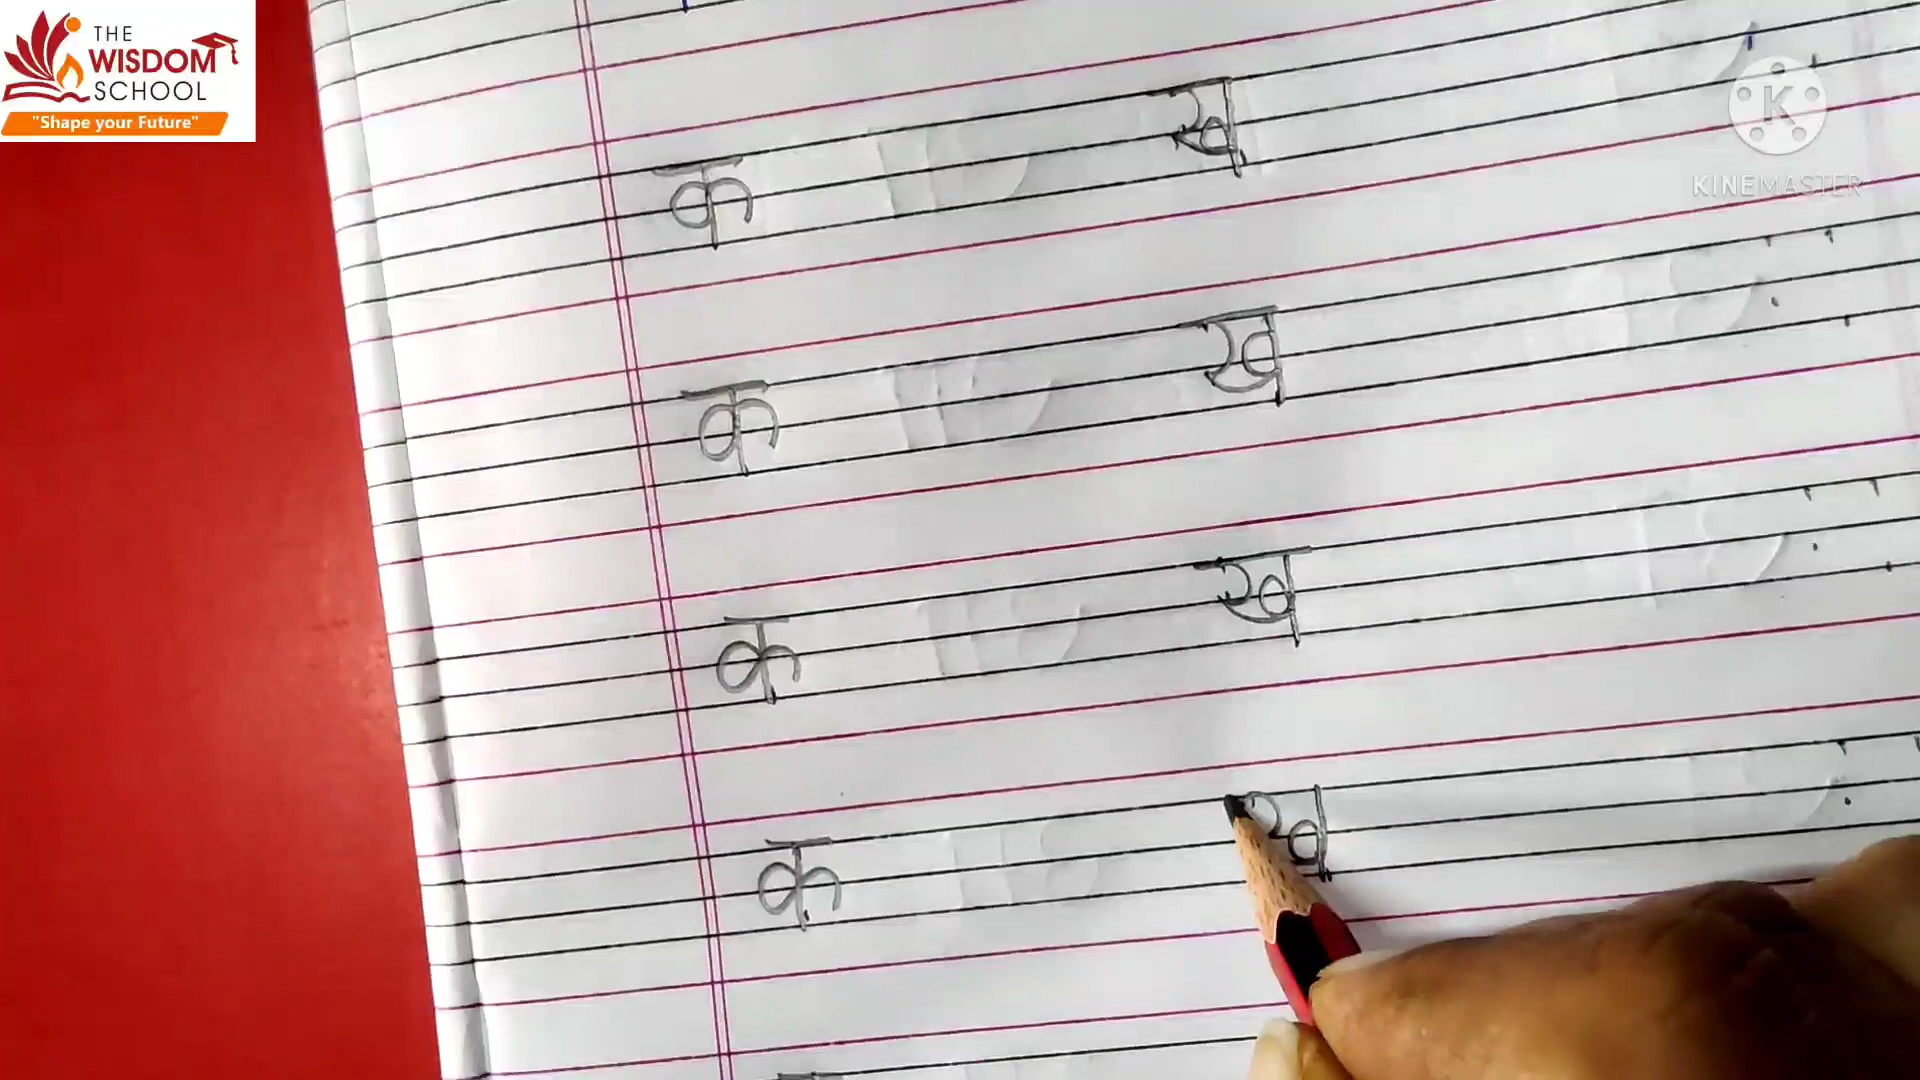 THE
WISDOM
SCHOOL
"Shape your Future"
KINEMASTER
क ख
क ख
क ख
क ख